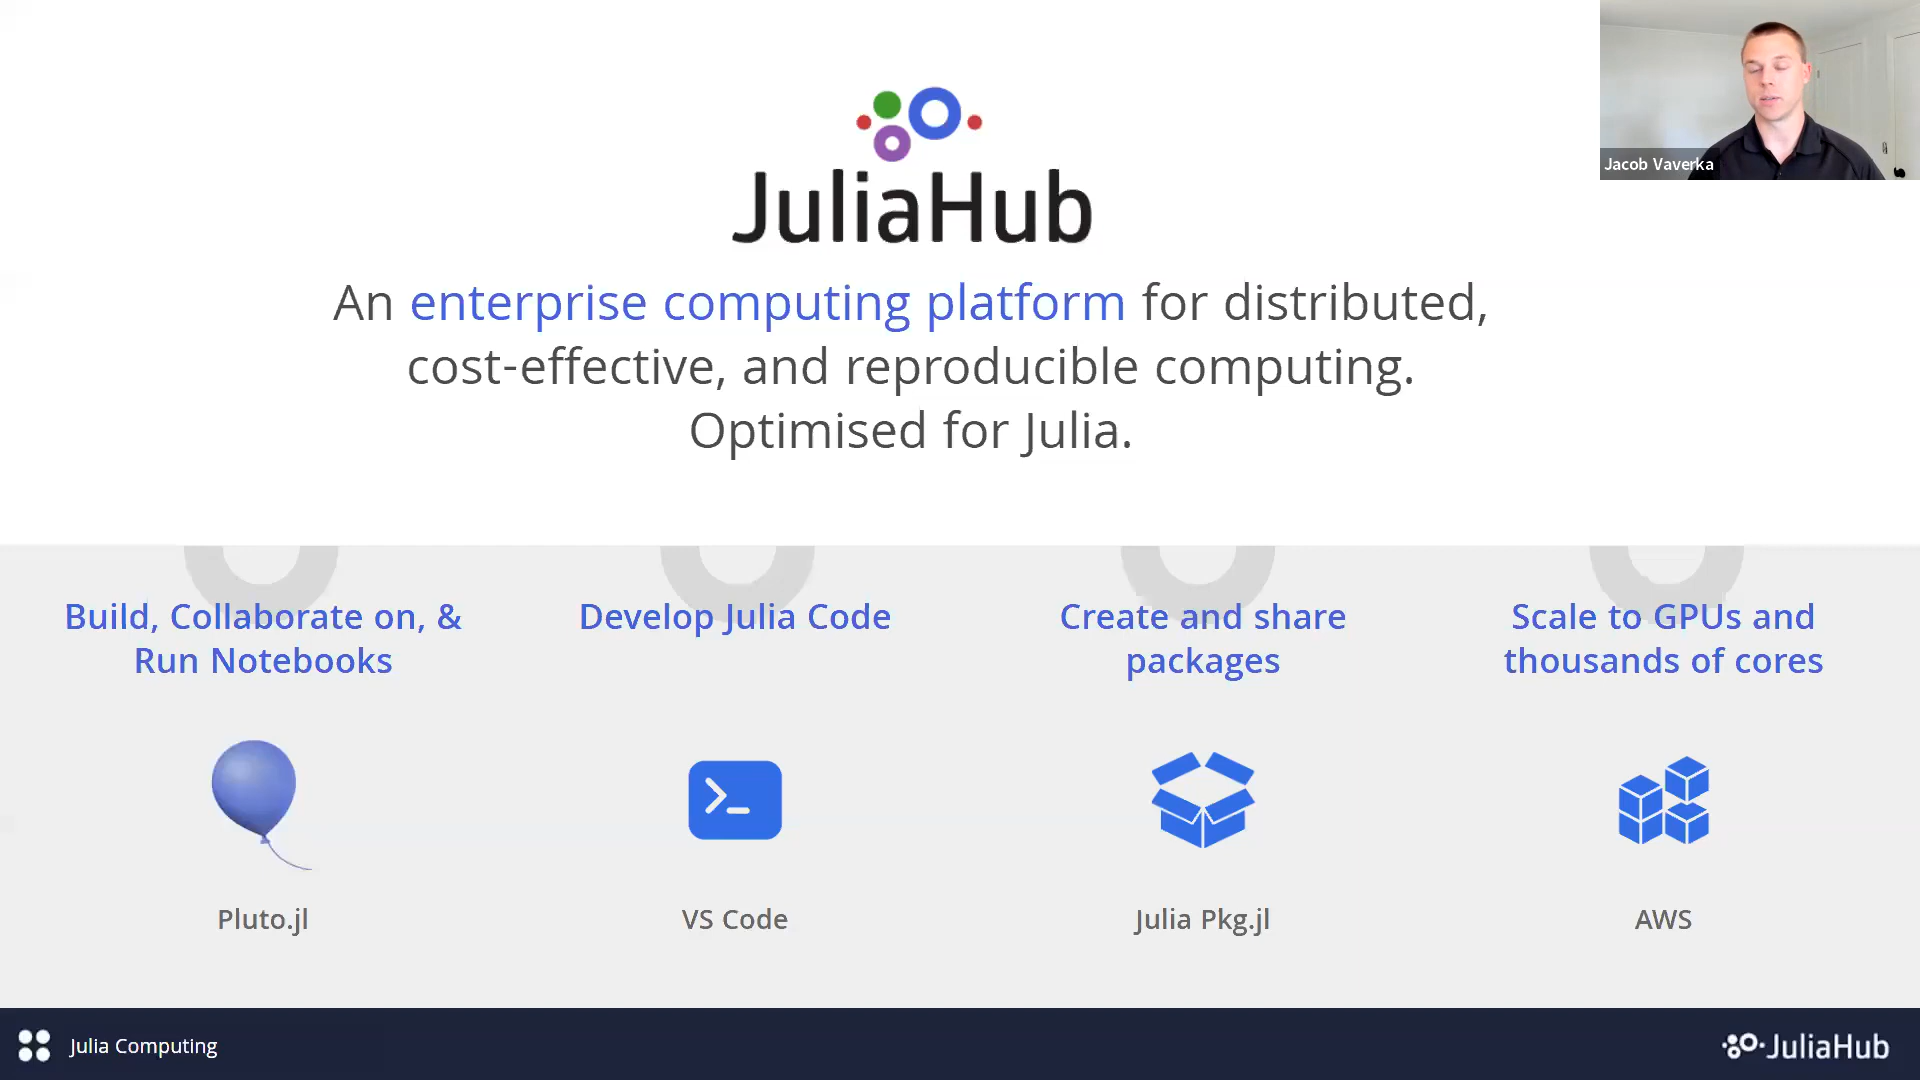 JuliaHub
An enterprise computing platform for distributed,
cost-effective, and reproducible computing.
Optimised for Julia.
Jacob Vaverka
Build, Collaborate on, &
Run Notebooks
Pluto.jl
Develop Julia Code
VS Code
Create and share
packages
Julia Pkg.jl
Scale to GPUs and
thousands of cores
AWS
Julia Computing
JuliaHub